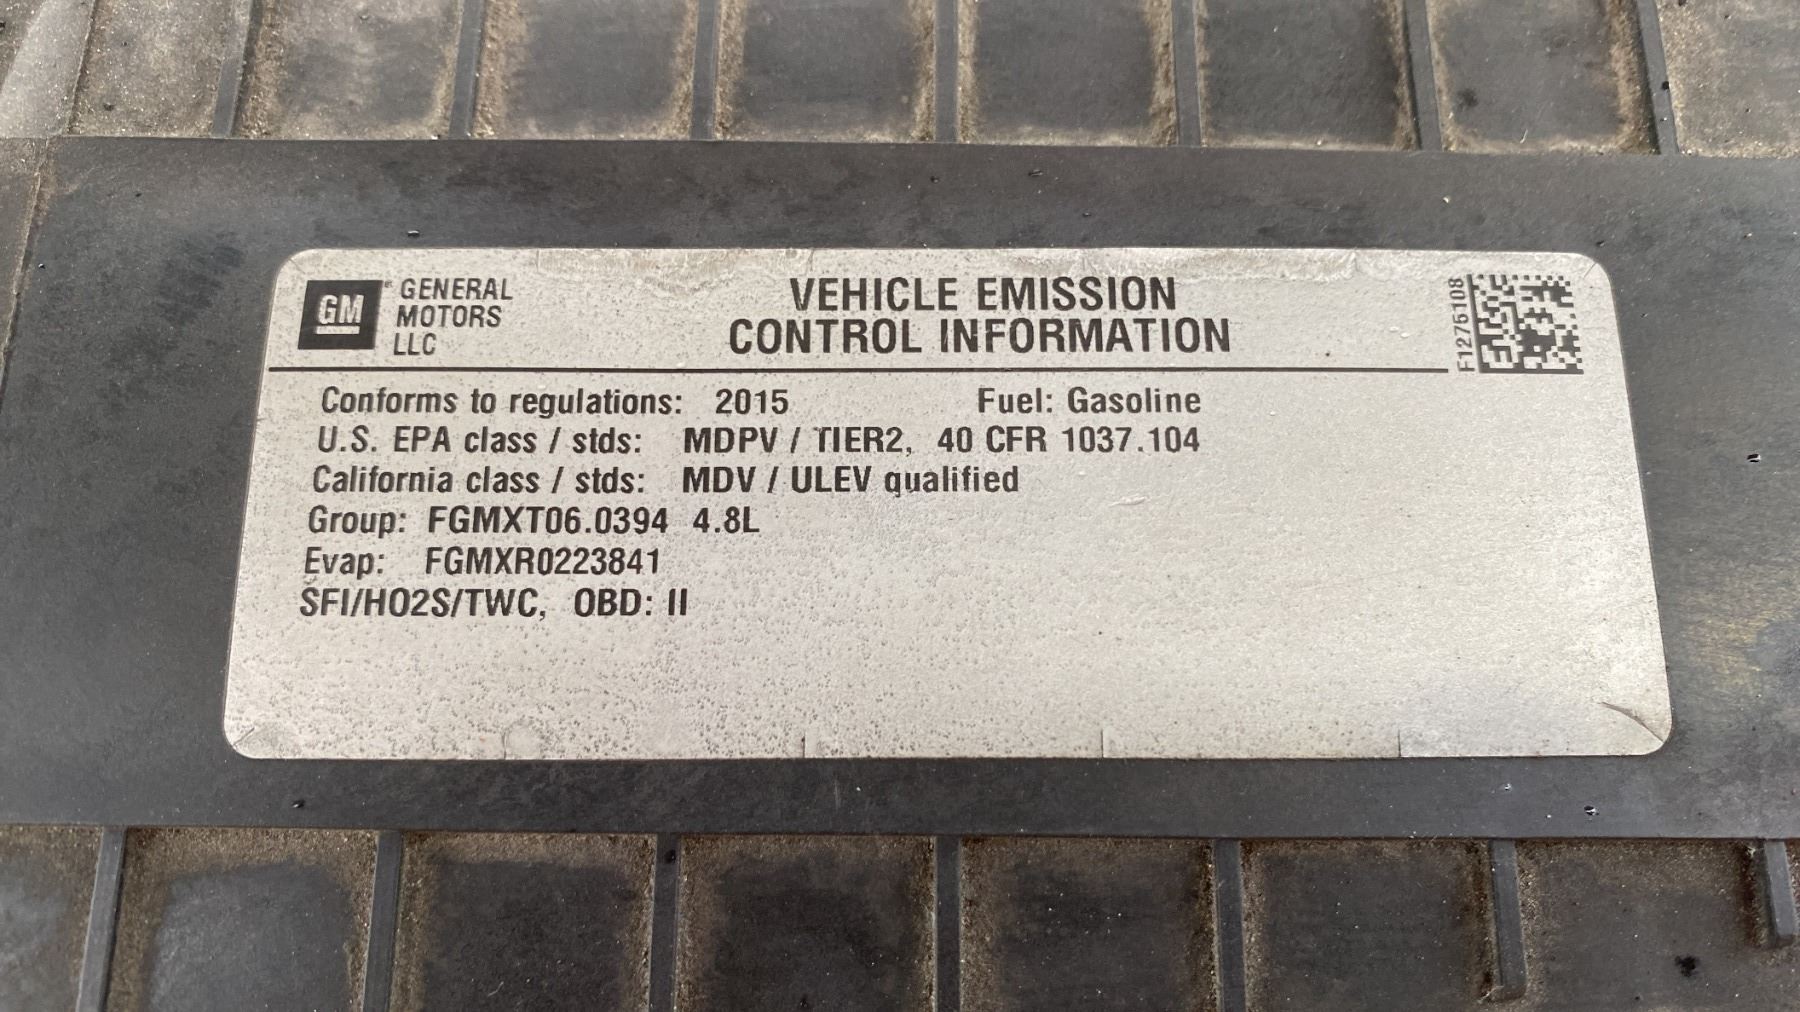 GM
GENERAL
MOTORS
LLC
VEHICLE EMISSION
CONTROL INFORMATION
F1276108
Conforms to regulations: 2015 Fuel: Gasoline
U.S. EPA class / stds: MDPV / TIER2, 40 CFR 1037.104
California class / stds: MDV / ULEV qualified
Group: FGMXT06.0394 4.8L
Evap: FGMXR0223841
SFI/HO2S/TWC, OBD: II